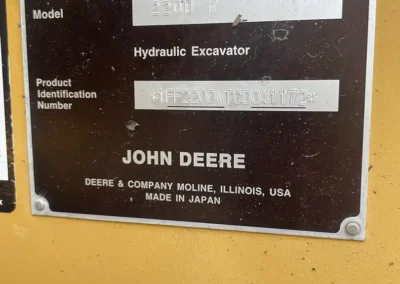 Model
Hydraulic Excavator
Product
Identification
Number
JOHN DEERE
DEERE & COMPANY MOLINE, ILLINOIS, USA
MADE IN JAPAN